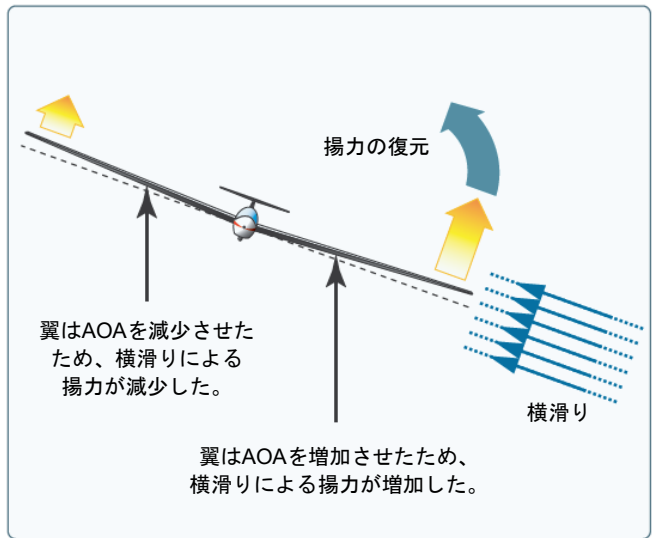 揚力の復元
翼はAOAを減少させた
ため、横滑りによる
揚力が減少した。
横滑り
翼はAOAを増加させたため、
横滑りによる揚力が増加した。